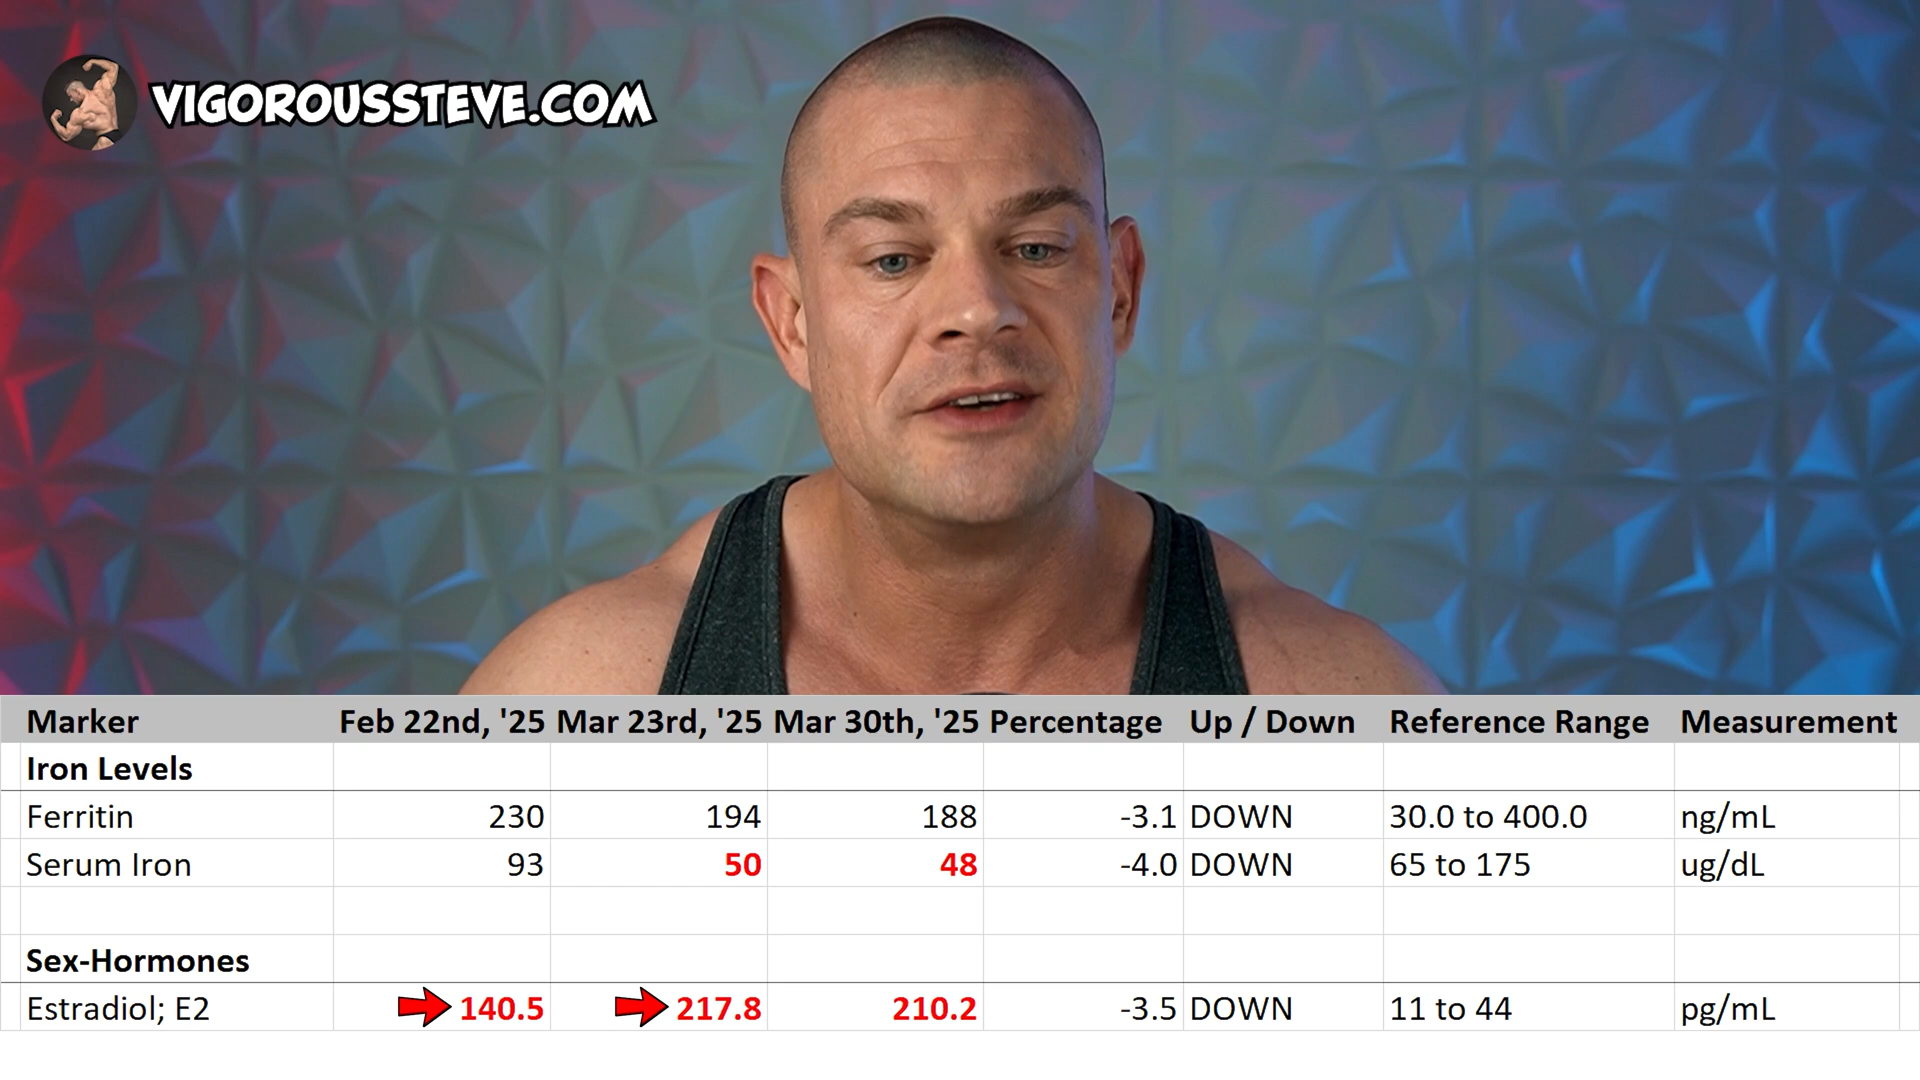 VIGOROUSSTEVE.COM
Marker Feb 22nd, '25 Mar 23rd, '25 Mar 30th, '25 Percentage Up / Down Reference Range Measurement
Iron Levels
Ferritin 230 194 188 -3.1 DOWN 30.0 to 400.0 ng/mL
Serum Iron 93 50 48 -4.0 DOWN 65 to 175 ug/dL
Sex-Hormones
Estradiol; E2 140.5 217.8 210.2 -3.5 DOWN 11 to 44 pg/mL